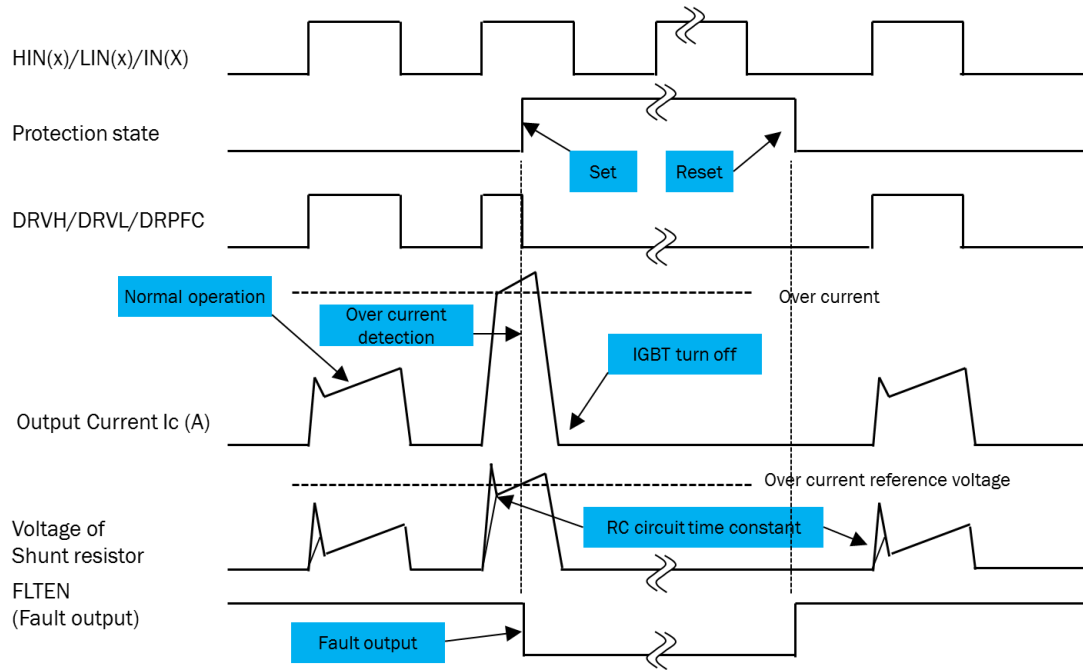 HIN(x)/LIN(x)/IN(X)
Protection state
Set
Reset
DRVH/DRVL/DRPFC
Normal operation
Over current
Over current
detection
IGBT turn off
Output Current Ic (A)
Over current reference voltage
Voltage of
Shunt resistor
RC circuit time constant
FLTEN
(Fault output)
Fault output